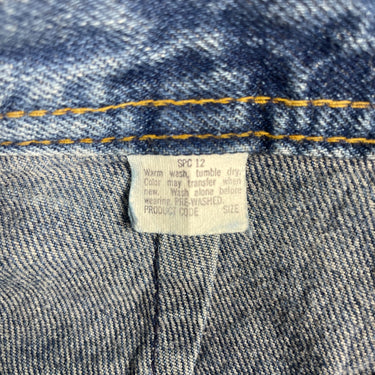 SPC 12
Warm wash, tumble dry.
Color may transfer when
new. Wash alone before
wearing. PRE-WASHED.
PRODUCT CODE SIZE